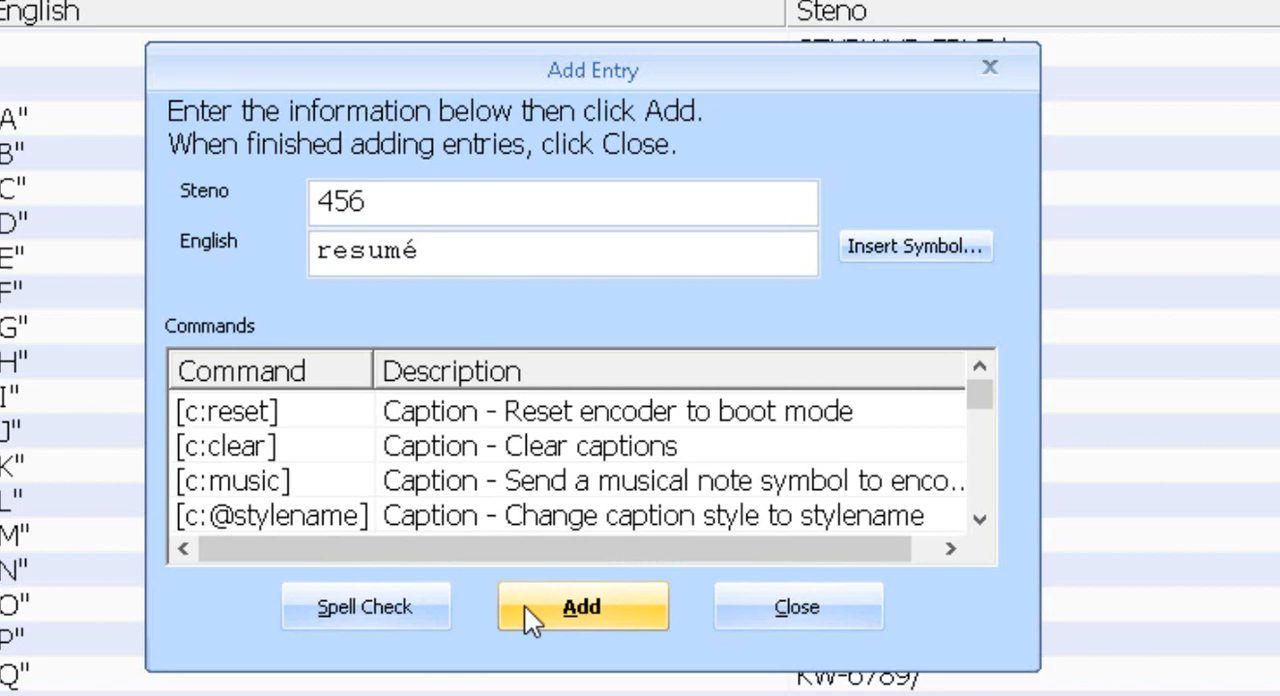 English Steno
Add Entry
Enter the information below then click Add.
When finished adding entries, click Close.
Steno 456
English resumé Insert Symbol...
Commands
Command Description
[c:reset] Caption - Reset encoder to boot mode
[c:clear] Caption - Clear captions
[c:music] Caption - Send a musical note symbol to enco..
[c:@stylename] Caption - Change caption style to stylename
Spell Check Add Close
A"
B"
C"
D"
E"
F"
G"
H"
I"
J"
K"
L"
M"
N"
O"
P"
Q" KW-6789/